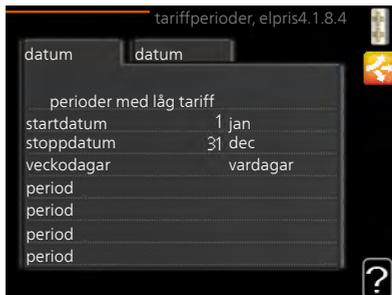 tariffperioder, elpris4.1.8.4
datum datum
perioder med låg tariff
startdatum 1 jan
stoppdatum 31 dec
veckodagar vardagar
period
period
period
period
?